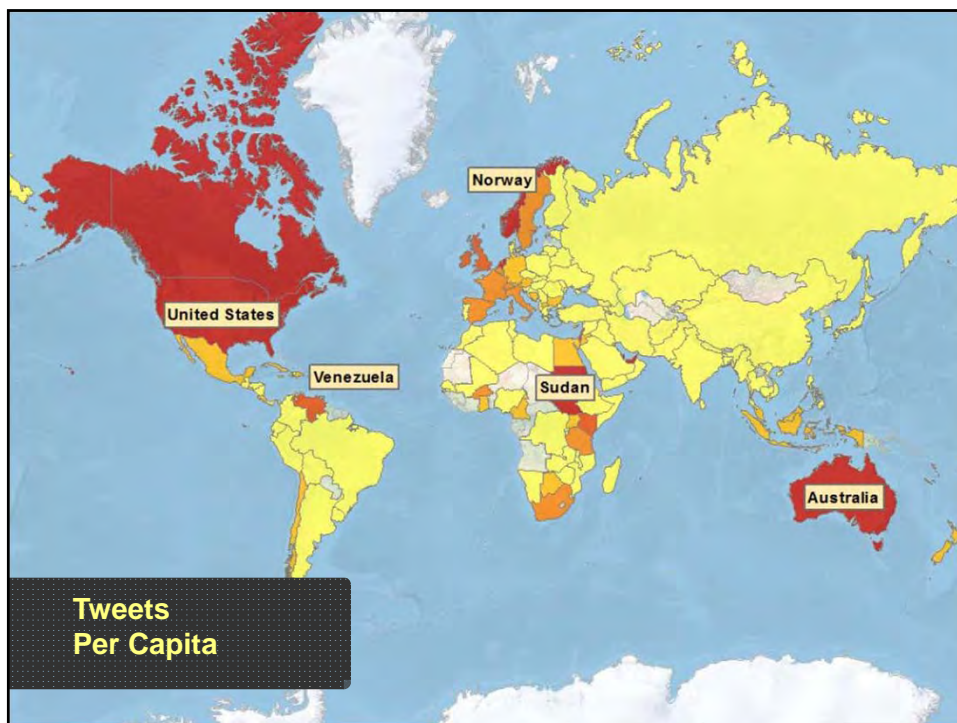 Norway
United States
Venezuela
Sudan
Australia
Tweets
Per Capita